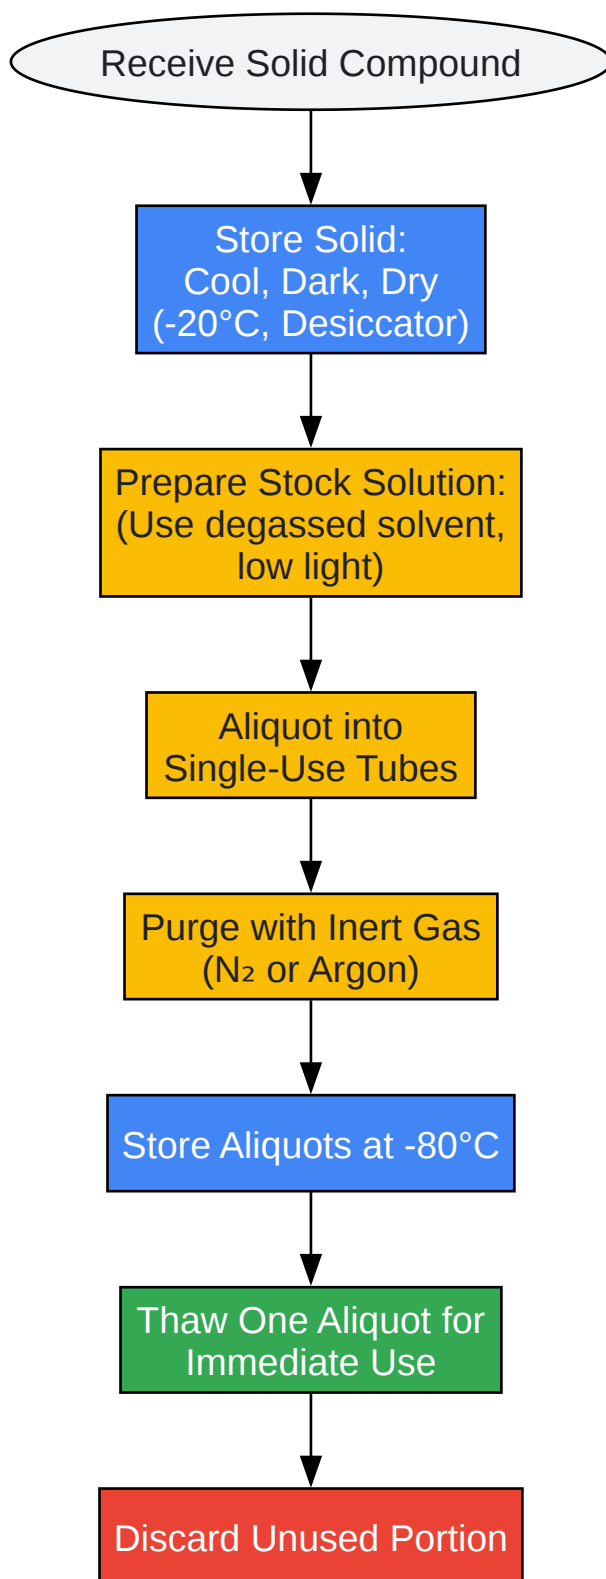 Receive Solid Compound
Store Solid:
Cool, Dark, Dry
(-20°C, Desiccator)
Prepare Stock Solution:
(Use degassed solvent,
low light)
Aliquot into
Single-Use Tubes
Purge with Inert Gas
(N₂ or Argon)
Store Aliquots at -80°C
Thaw One Aliquot for
Immediate Use
Discard Unused Portion